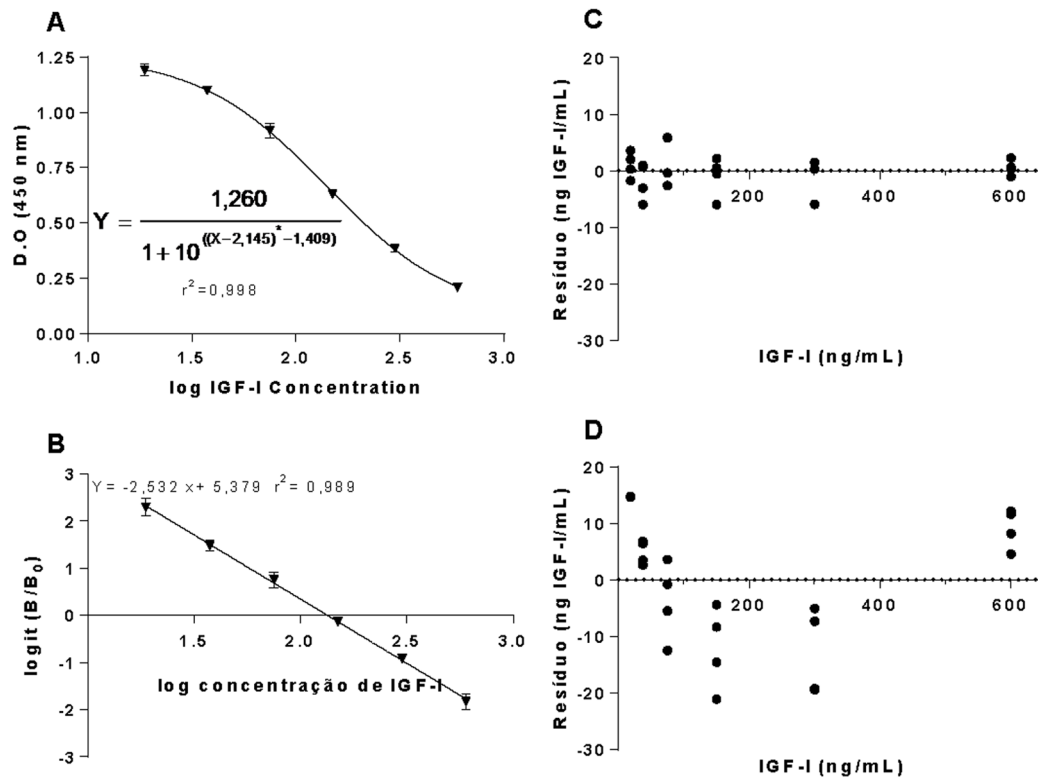 A
1.25
1.00
0.75
0.50
0.25
0.00
D.O (450 nm)
Y = 1,260 / 1 + 10^((X−2,145)*−1,409)
r²=0,998
1.0 1.5 2.0 2.5 3.0
log IGF-I Concentration
C
20
10
0
-10
-20
-30
Resíduo (ng IGF-I/mL)
200 400 600
IGF-I (ng/mL)
B
3
2
1
0
-1
-2
-3
logit (B/B₀)
Y = -2,532 x+ 5,379 r²= 0,989
1.5 2.0 2.5 3.0
log concentração de IGF-I
D
20
10
0
-10
-20
-30
Resíduo (ng IGF-I/mL)
200 400 600
IGF-I (ng/mL)